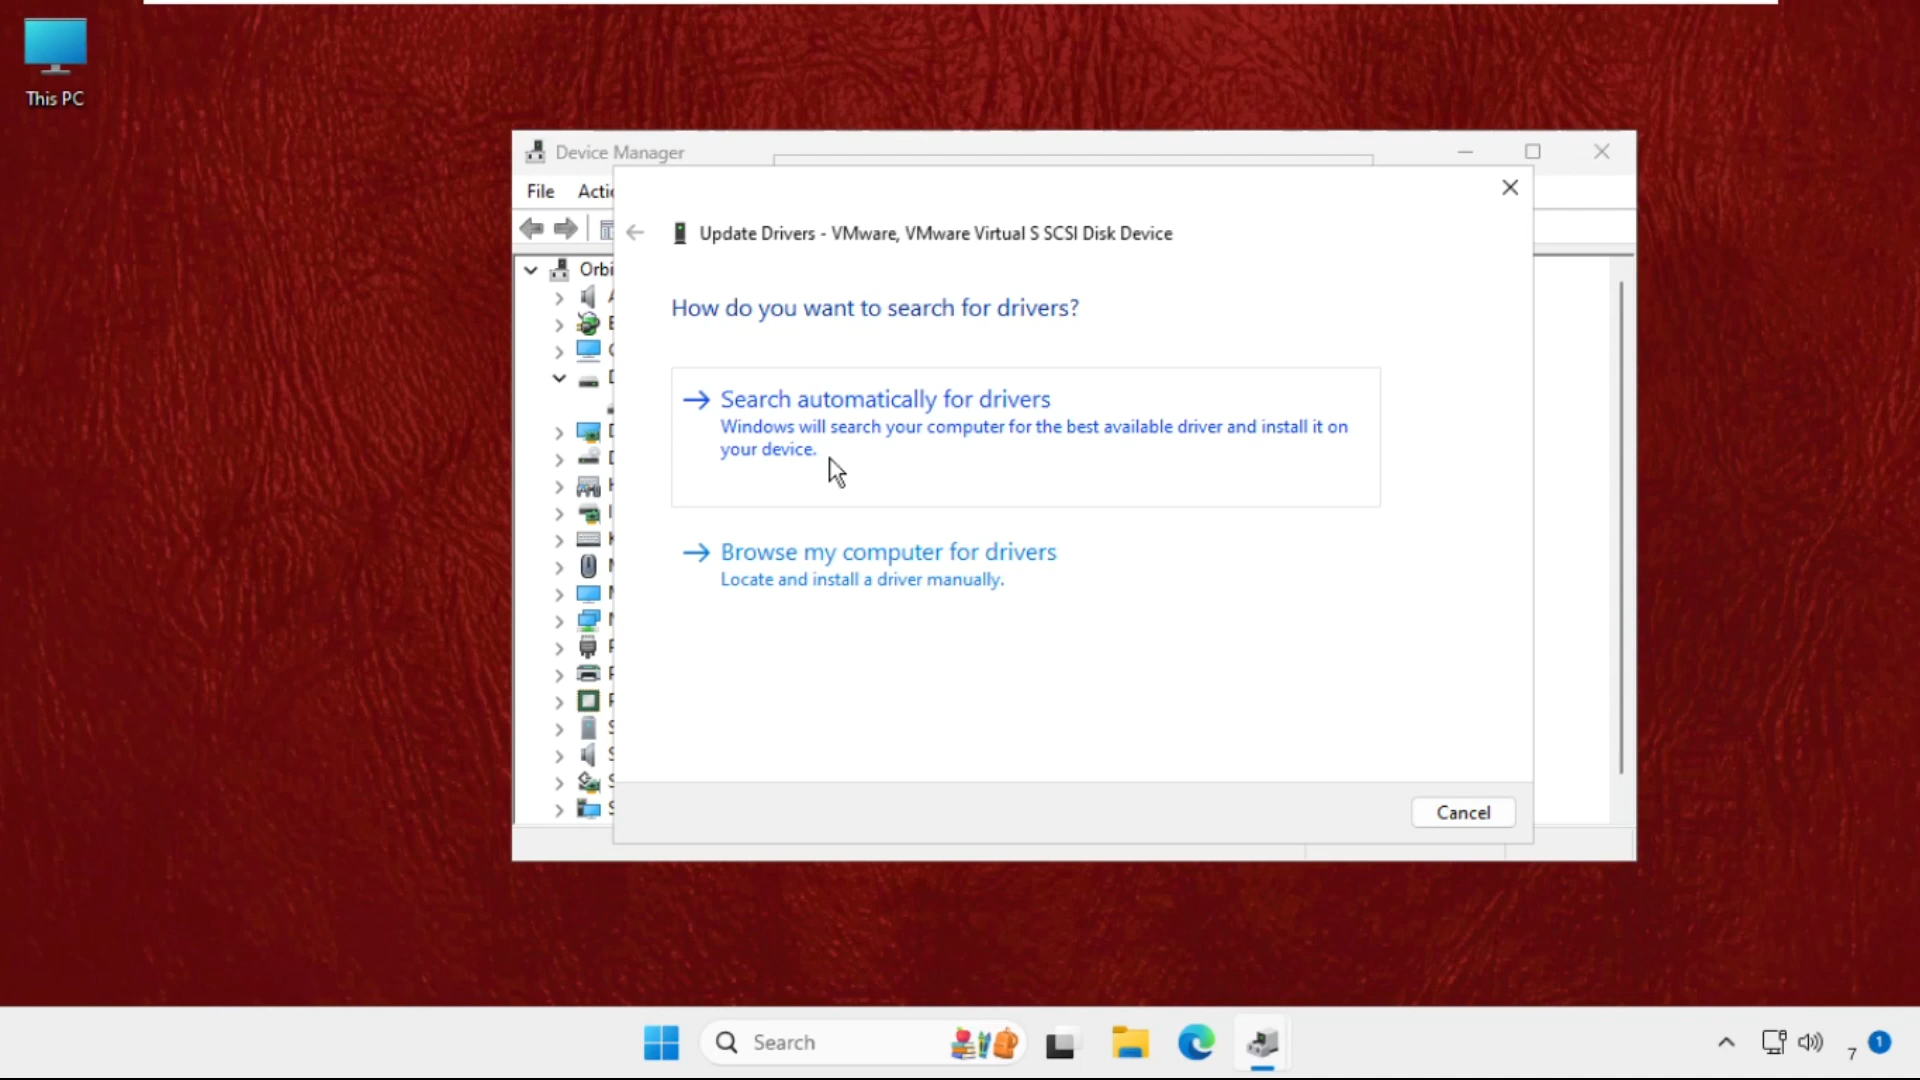 This PC
Device Manager
File
Update Drivers - VMware, VMware Virtual S SCSI Disk Device
How do you want to search for drivers?
Search automatically for drivers
Windows will search your computer for the best available driver and install it on
your device.
Browse my computer for drivers
Locate and install a driver manually.
Cancel
Search
7
1